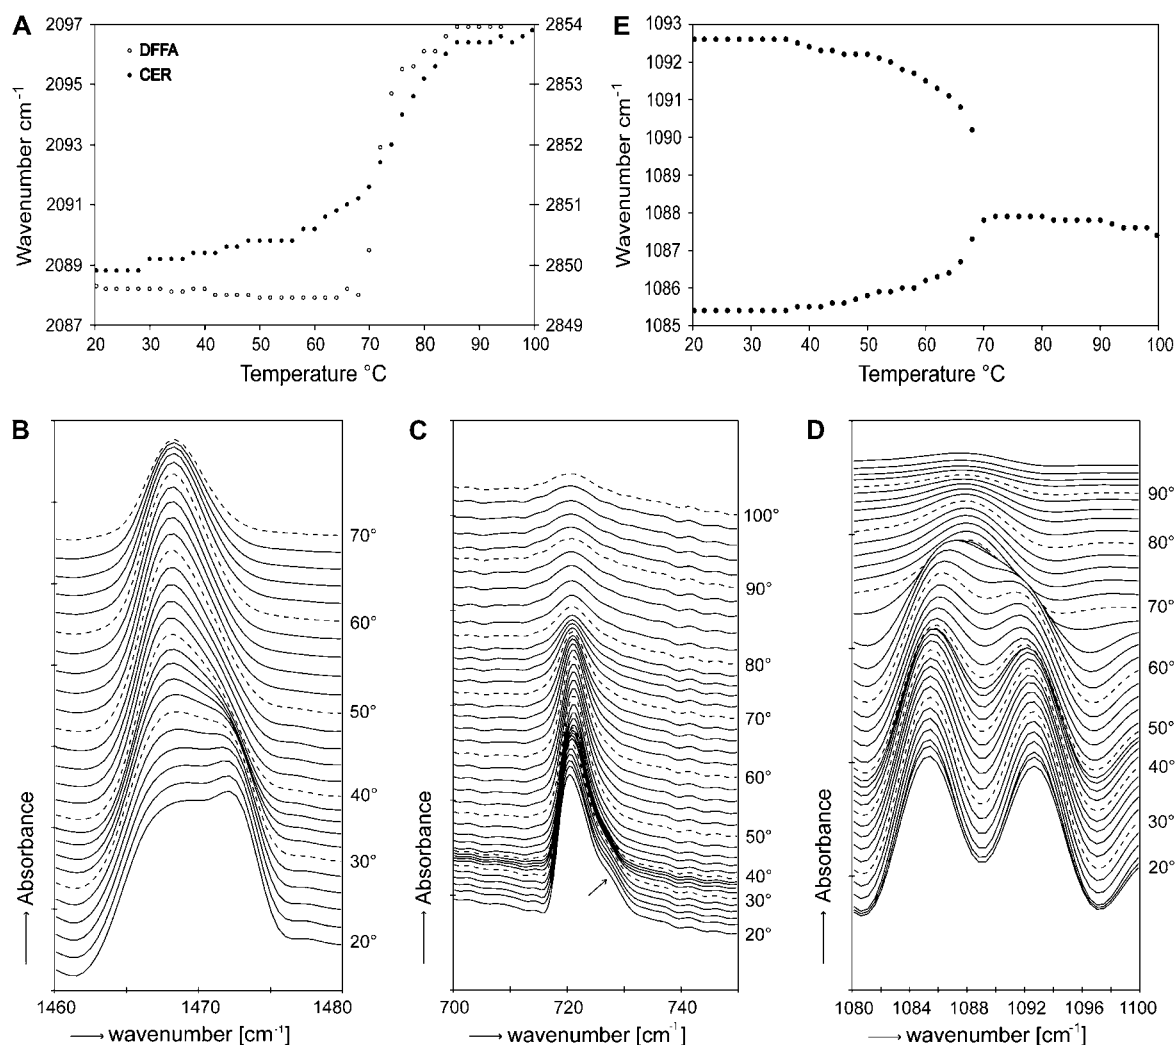 A
2097
2095
2093
2091
2089
2087
Wavenumber cm⁻¹
DFFA
CER
2854
2853
2852
2851
2850
2849
20 30 40 50 60 70 80 90 100
Temperature °C
E
1093
1092
1091
1090
1089
1088
1087
1086
1085
Wavenumber cm⁻¹
20 30 40 50 60 70 80 90 100
Temperature °C
B
70°
60°
50°
40°
30°
20°
Absorbance
1460 1470 1480
wavenumber [cm⁻¹]
C
100°
90°
80°
70°
60°
50°
40°
30°
20°
Absorbance
700 720 740
wavenumber [cm⁻¹]
D
90°
80°
70°
60°
50°
40°
30°
20°
Absorbance
1080 1084 1088 1092 1096 1100
wavenumber [cm⁻¹]